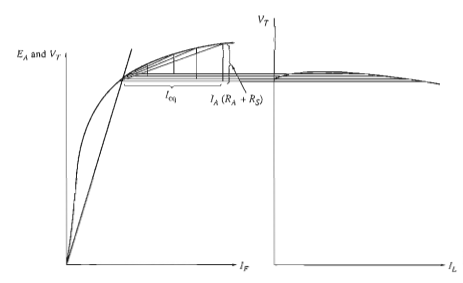 E_A and V_T
I_eq
I_A (R_A + R_S)
I_F
V_T
I_L